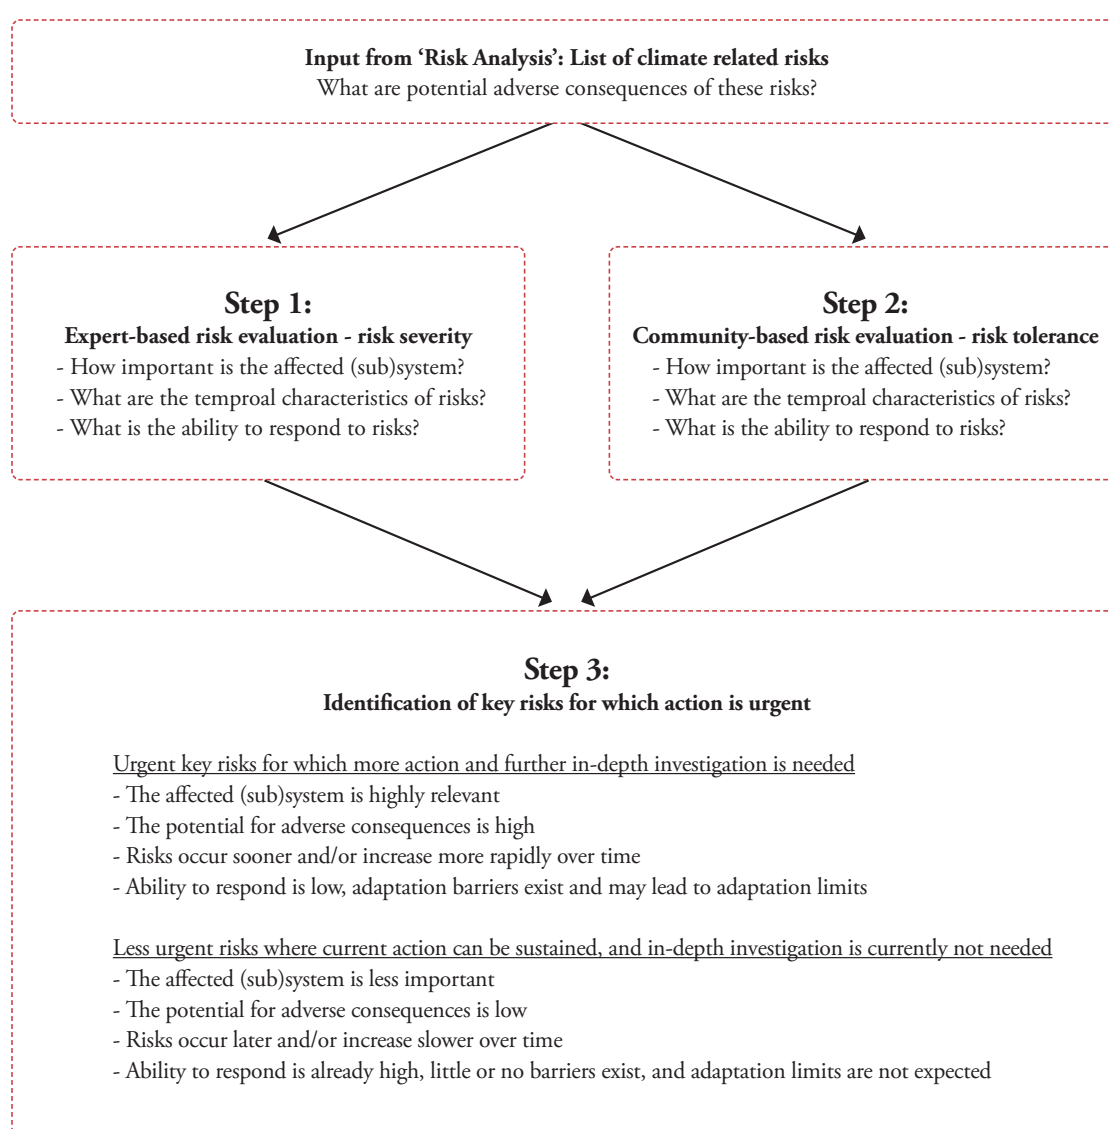 Input from ‘Risk Analysis’: List of climate related risks
What are potential adverse consequences of these risks?
Step 1:
Expert-based risk evaluation - risk severity
- How important is the affected (sub)system?
- What are the temproal characteristics of risks?
- What is the ability to respond to risks?
Step 2:
Community-based risk evaluation - risk tolerance
- How important is the affected (sub)system?
- What are the temproal characteristics of risks?
- What is the ability to respond to risks?
Step 3:
Identification of key risks for which action is urgent
Urgent key risks for which more action and further in-depth investigation is needed
- The affected (sub)system is highly relevant
- The potential for adverse consequences is high
- Risks occur sooner and/or increase more rapidly over time
- Ability to respond is low, adaptation barriers exist and may lead to adaptation limits
Less urgent risks where current action can be sustained, and in-depth investigation is currently not needed
- The affected (sub)system is less important
- The potential for adverse consequences is low
- Risks occur later and/or increase slower over time
- Ability to respond is already high, little or no barriers exist, and adaptation limits are not expected